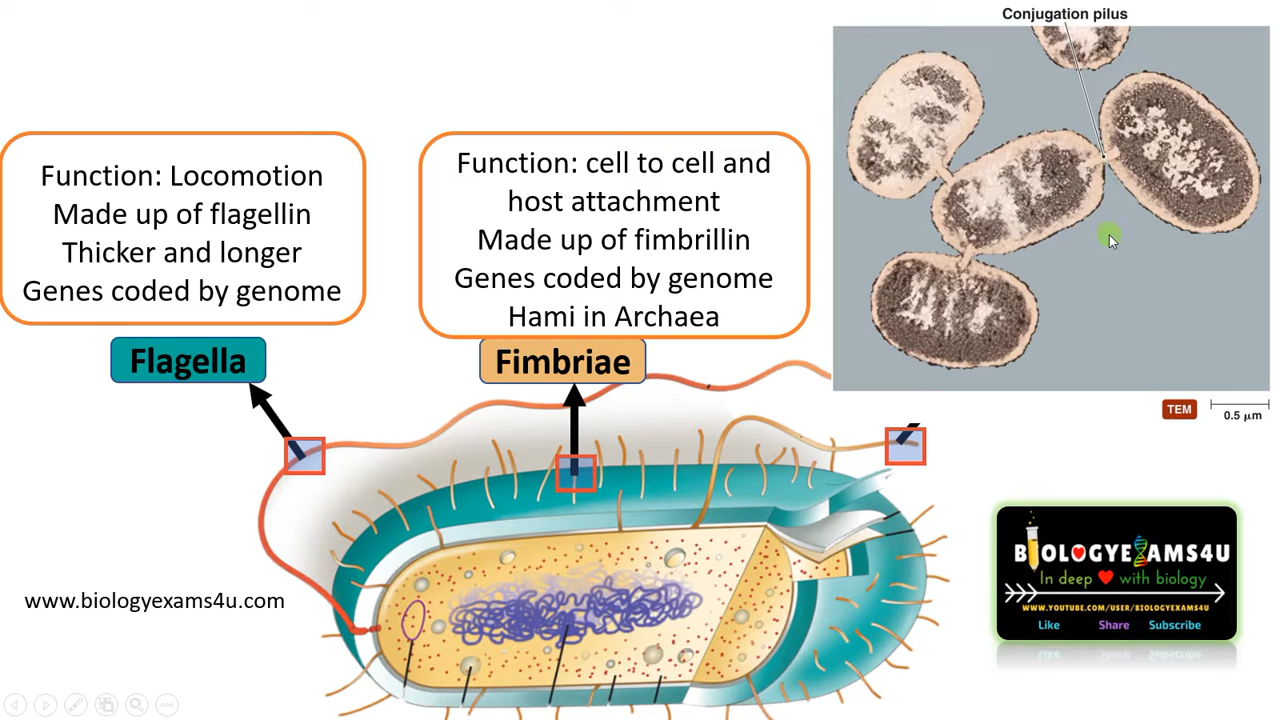 Conjugation pilus
Function: Locomotion
Made up of flagellin
Thicker and longer
Genes coded by genome
Flagella
Function: cell to cell and
host attachment
Made up of fimbrillin
Genes coded by genome
Hami in Archaea
Fimbriae
TEM
0.5 μm
www.biologyexams4u.com
BIOLOGYEXAMS4U
In deep ❤ with biology
WWW.YOUTUBE.COM/USER/BIOLOGYEXAMS4U
Like Share Subscribe